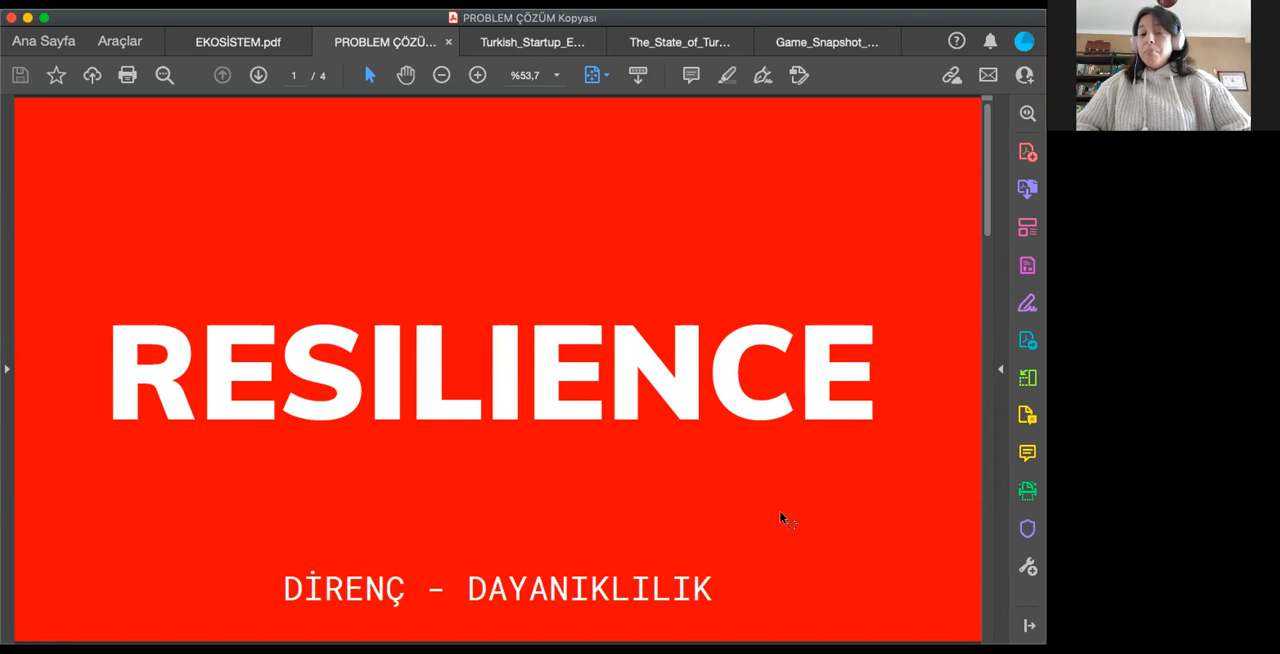 PROBLEM ÇÖZÜM Kopyası
Ana Sayfa Araçlar EKOSİSTEM.pdf PROBLEM ÇÖZÜ... × Turkish_Startup_E... The_State_of_Tur... Game_Snapshot_...
1 / 4 %53,7
RESILIENCE
DİRENÇ - DAYANIKLILIK